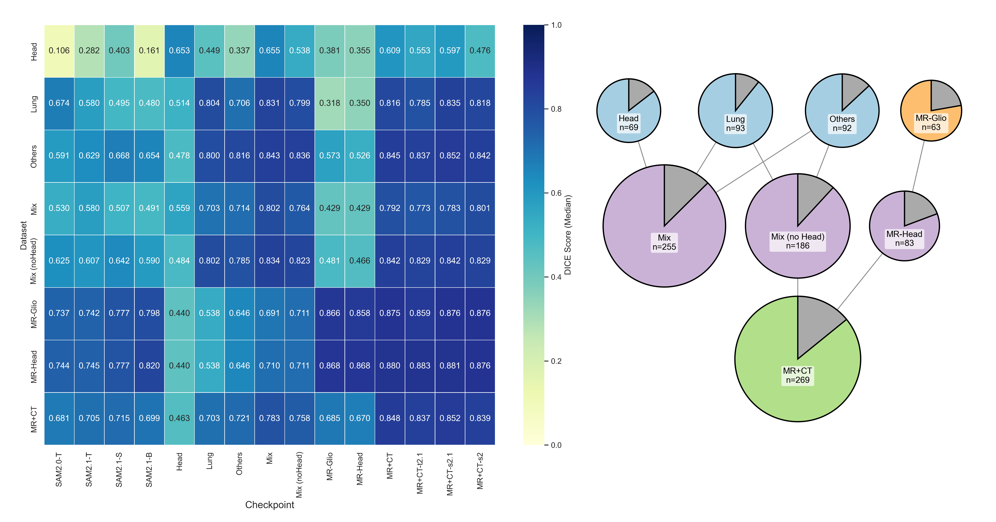 Head 0.106 0.282 0.403 0.161 0.653 0.449 0.337 0.655 0.538 0.381 0.355 0.609 0.553 0.597 0.476
Lung 0.674 0.580 0.495 0.480 0.514 0.804 0.706 0.831 0.799 0.318 0.350 0.816 0.785 0.835 0.818
Others 0.591 0.629 0.668 0.654 0.478 0.800 0.816 0.843 0.836 0.573 0.526 0.845 0.837 0.852 0.842
Mix 0.530 0.580 0.507 0.491 0.559 0.703 0.714 0.802 0.764 0.429 0.429 0.792 0.773 0.783 0.801
Mix (noHead) 0.625 0.607 0.642 0.590 0.484 0.802 0.785 0.834 0.823 0.481 0.466 0.842 0.829 0.842 0.829
MR-Glio 0.737 0.742 0.777 0.798 0.440 0.538 0.646 0.691 0.711 0.866 0.858 0.875 0.859 0.876 0.876
MR-Head 0.744 0.745 0.777 0.820 0.440 0.538 0.646 0.710 0.711 0.868 0.868 0.880 0.883 0.881 0.876
MR+CT 0.681 0.705 0.715 0.699 0.463 0.703 0.721 0.783 0.758 0.685 0.670 0.848 0.837 0.852 0.839
Dataset
SAM2.0-T SAM2.1-T SAM2.1-S SAM2.1-B Head Lung Others Mix Mix (noHead) MR-Glio MR-Head MR+CT MR+CT-t2.1 MR+CT-s2.1 MR+CT-s2
Checkpoint
1.0
0.8
0.6
0.4
0.2
0.0
DICE Score (Median)
Head
n=69
Lung
n=93
Others
n=92
MR-Glio
n=63
Mix
n=255
Mix (no Head)
n=186
MR-Head
n=83
MR+CT
n=269